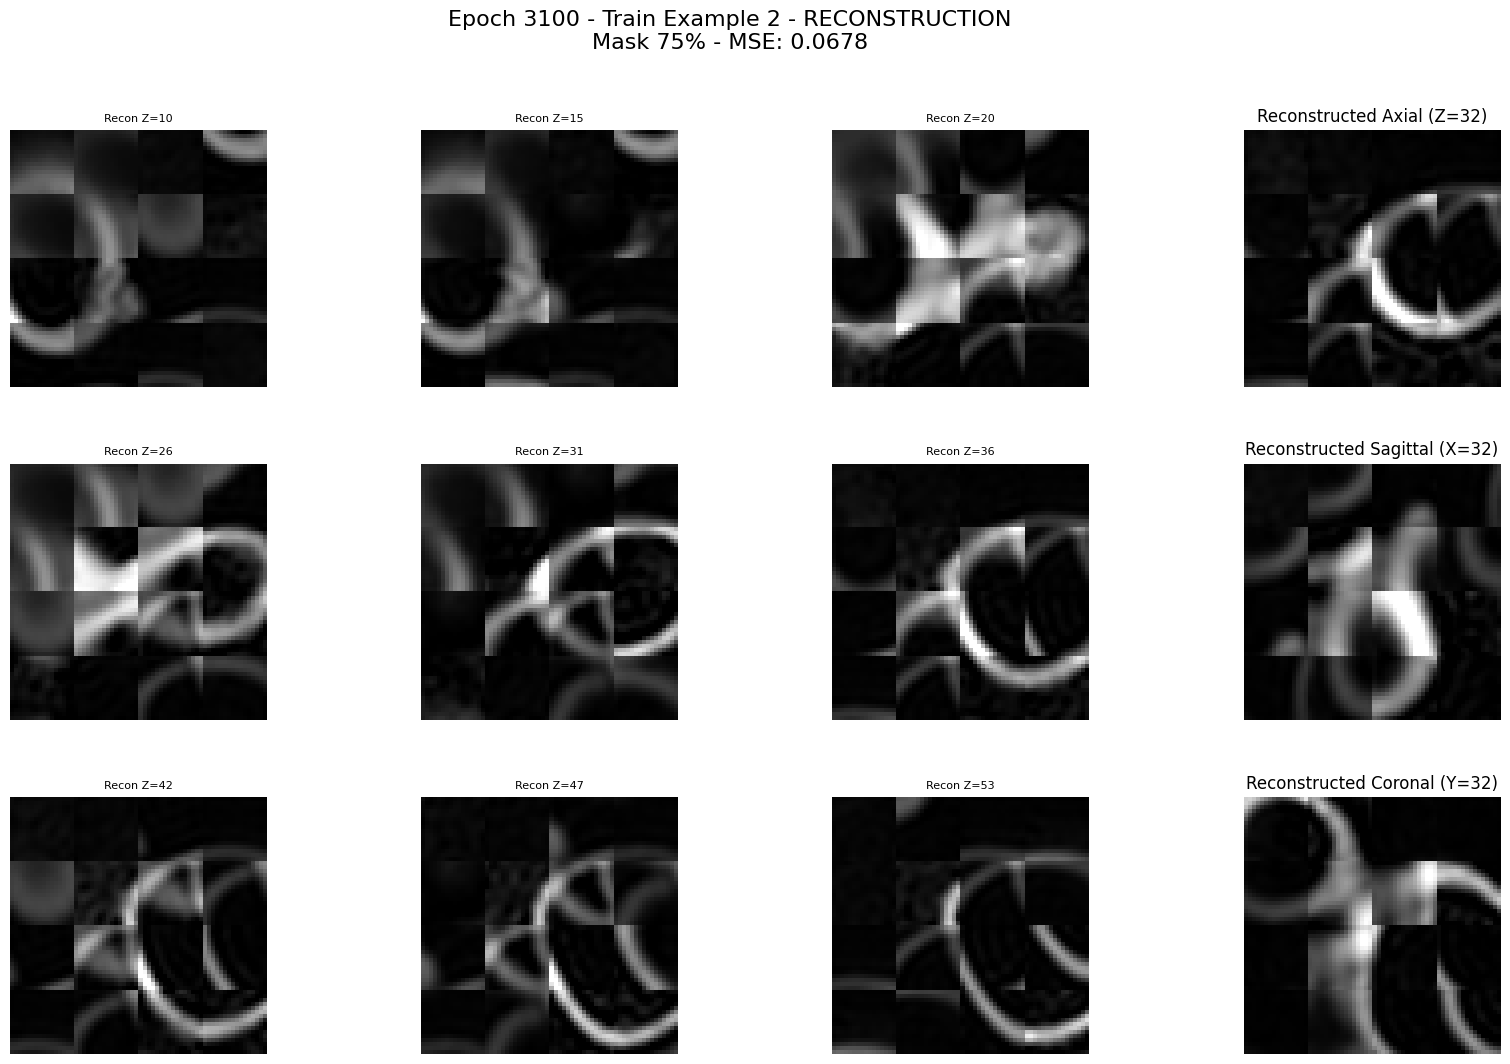 Epoch 3100 - Train Example 2 - RECONSTRUCTION
Mask 75% - MSE: 0.0678
Recon Z=10
Recon Z=15
Recon Z=20
Reconstructed Axial (Z=32)
Recon Z=26
Recon Z=31
Recon Z=36
Reconstructed Sagittal (X=32)
Recon Z=42
Recon Z=47
Recon Z=53
Reconstructed Coronal (Y=32)